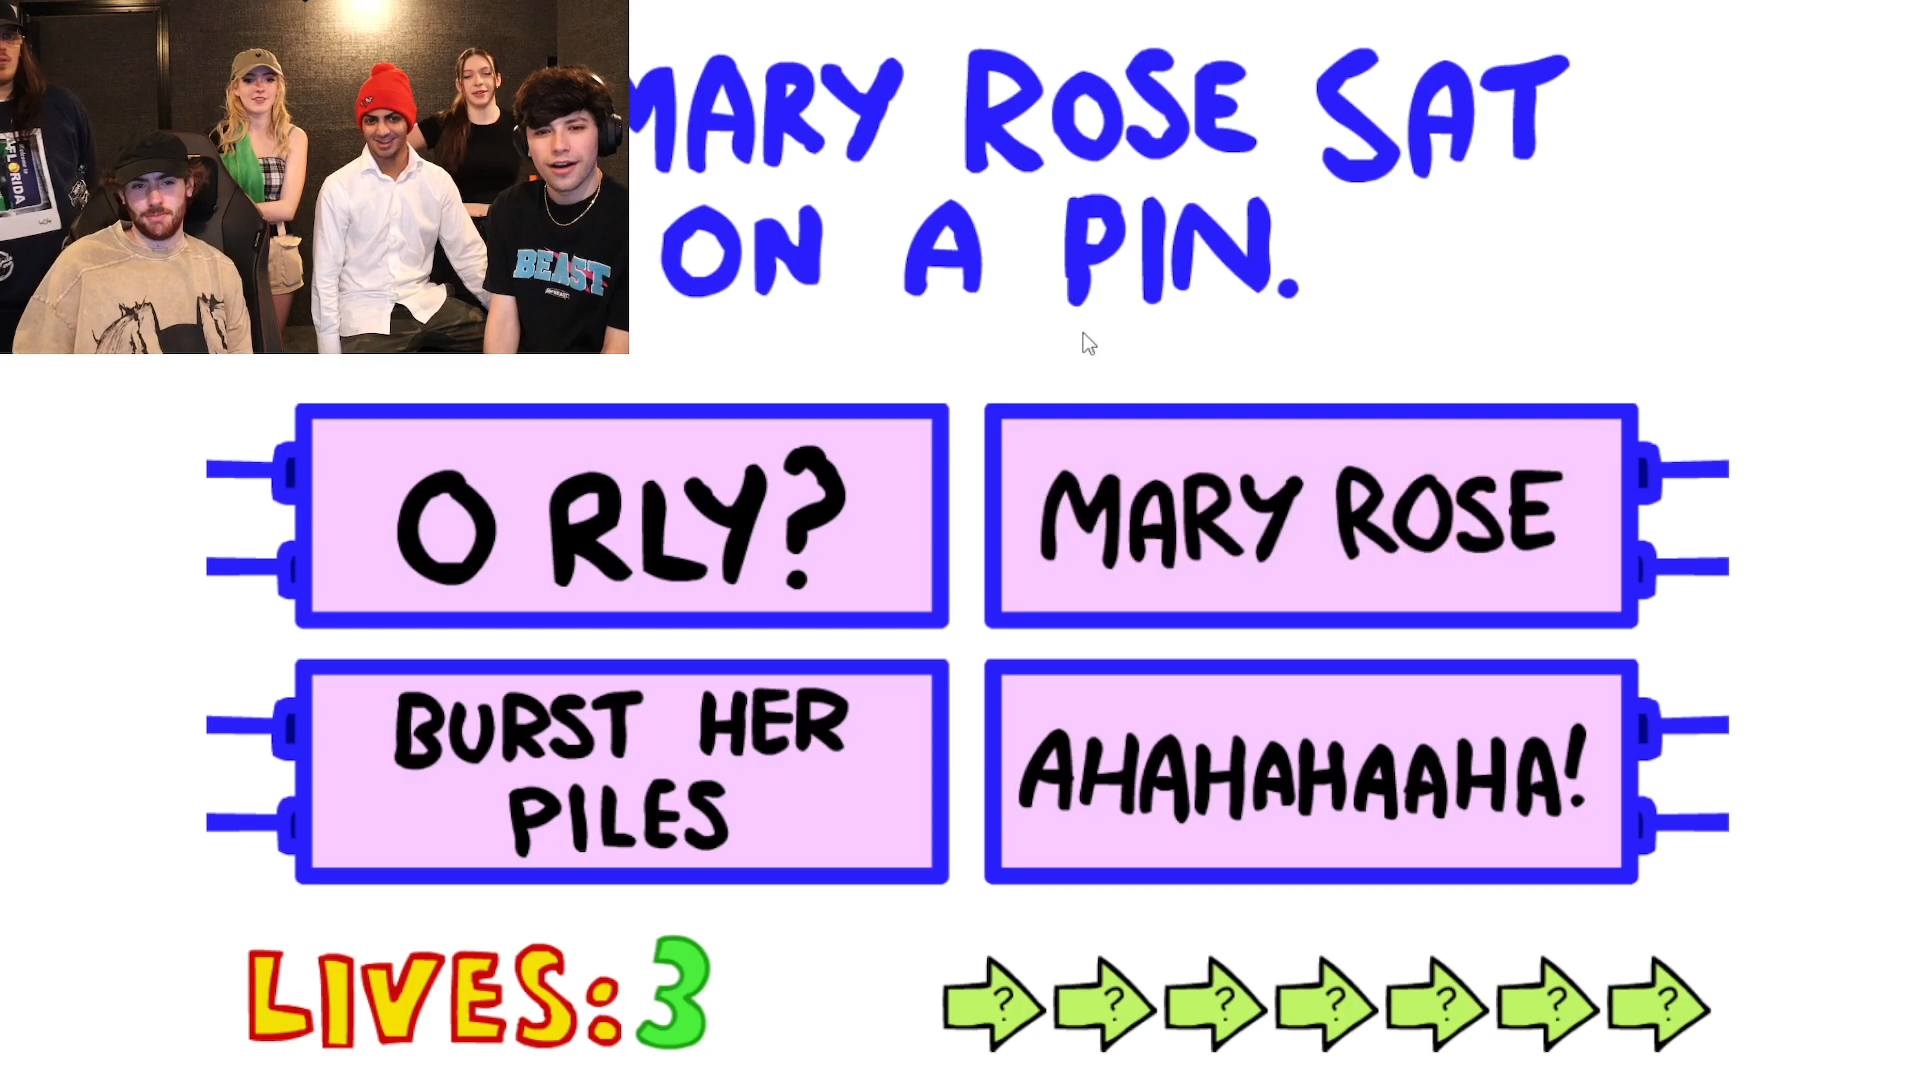 MARY ROSE SAT
ON A PIN.
O RLY?
MARY ROSE
BURST HER
PILES
AHAHAHAAHA!
LIVES: 3
? ? ? ? ? ? ?
FLORIDA
BEAST